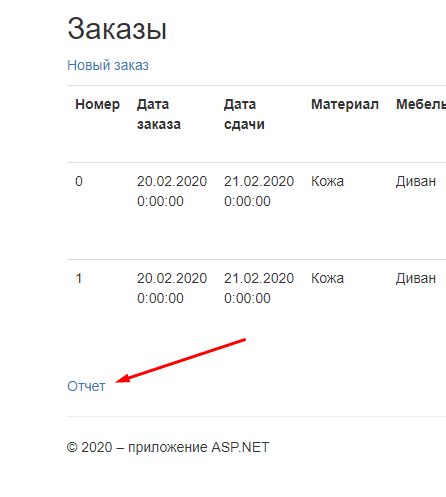 Заказы
Новый заказ
Номер Дата заказа Дата сдачи Материал Мебель
0 20.02.2020 0:00:00 21.02.2020 0:00:00 Кожа Диван
1 20.02.2020 0:00:00 21.02.2020 0:00:00 Кожа Диван
Отчет
© 2020 – приложение ASP.NET